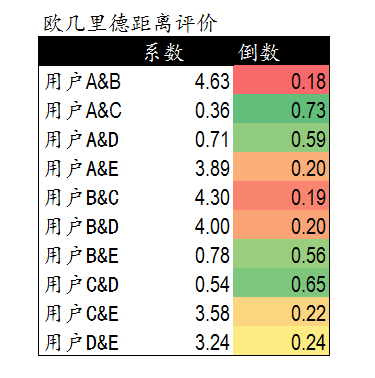 欧几里德距离评价
系数 倒数
用户A&B 4.63 0.18
用户A&C 0.36 0.73
用户A&D 0.71 0.59
用户A&E 3.89 0.20
用户B&C 4.30 0.19
用户B&D 4.00 0.20
用户B&E 0.78 0.56
用户C&D 0.54 0.65
用户C&E 3.58 0.22
用户D&E 3.24 0.24